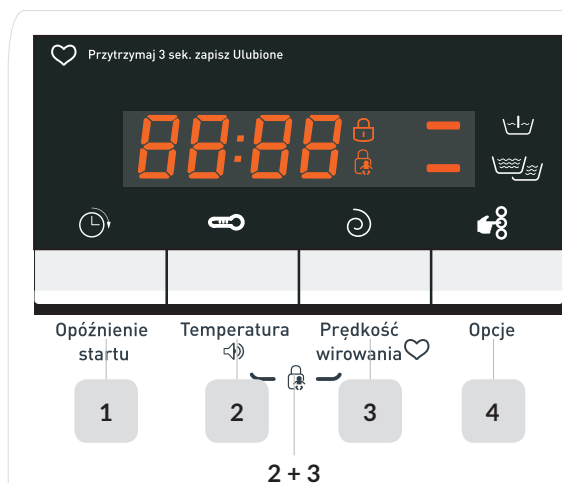 Przytrzymaj 3 sek. zapisz Ulubione
88:88
Opóźnienie startu
Temperatura
Prędkość wirowania
Opcje
1
2
3
4
2 + 3